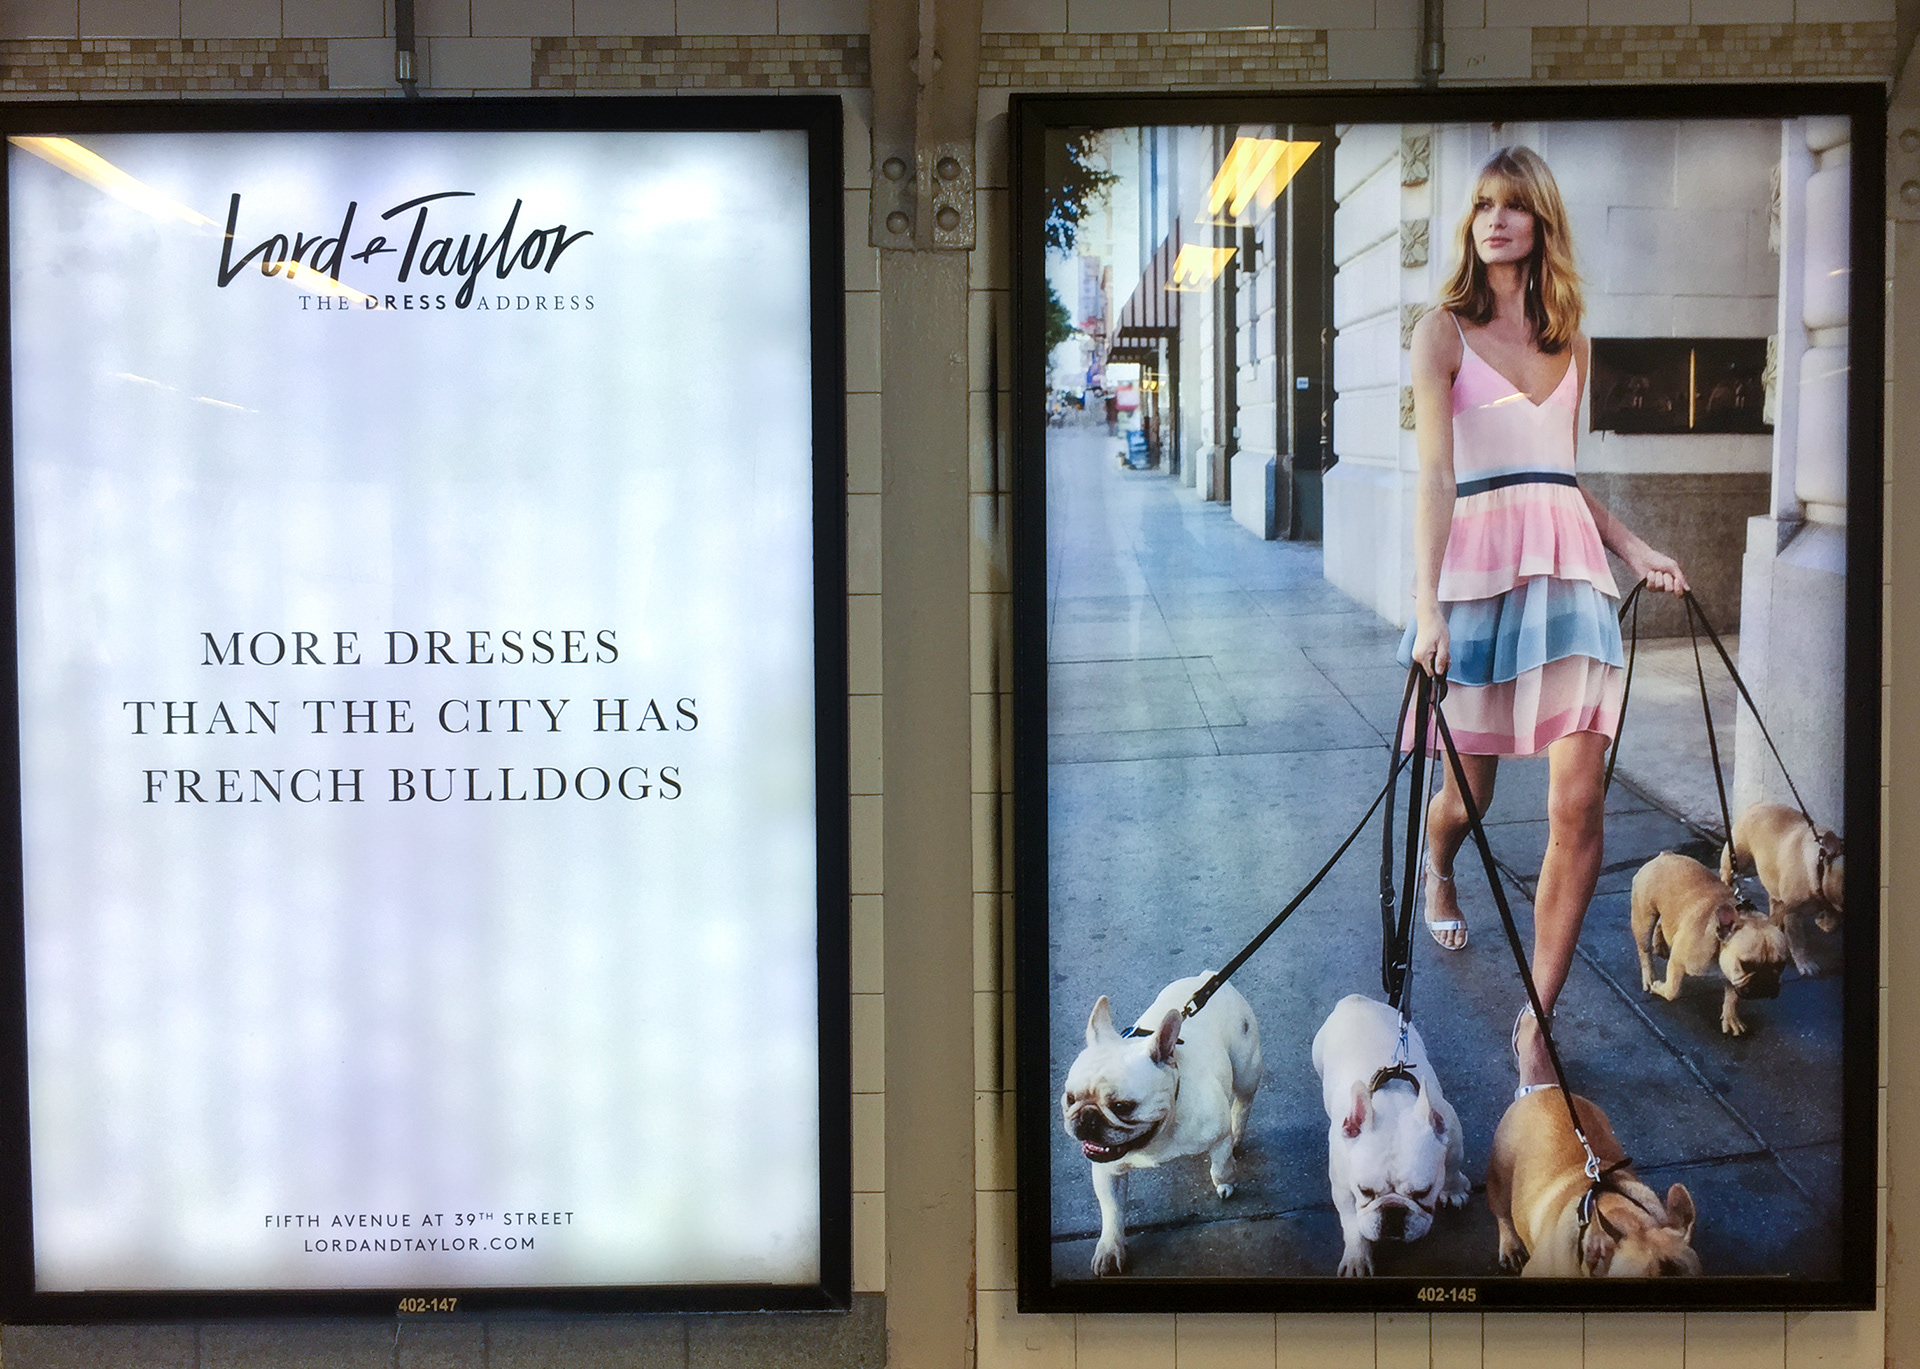 Lord & Taylor
THE DRESS ADDRESS
MORE DRESSES
THAN THE CITY HAS
FRENCH BULLDOGS
FIFTH AVENUE AT 39TH STREET
LORDANDTAYLOR.COM
402-147
402-145